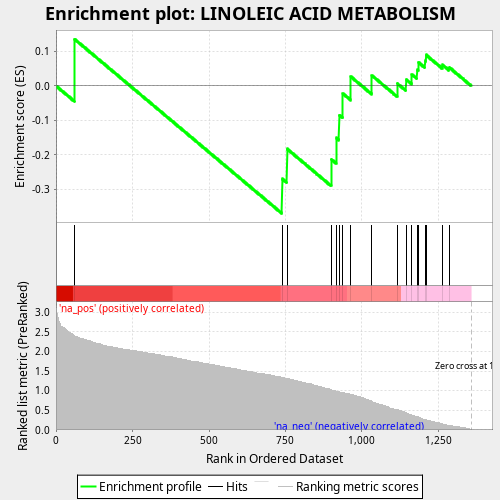 Enrichment plot: LINOLEIC ACID METABOLISM
Enrichment score (ES)
0.1
0.0
-0.1
-0.2
-0.3
'na_pos' (positively correlated)
Ranked list metric (PreRanked)
3.0
2.5
2.0
1.5
1.0
0.5
0.0
Zero cross at 1
'na_neg' (negatively correlated)
0
250
500
750
1,000
1,250
Rank in Ordered Dataset
Enrichment profile
Hits
Ranking metric scores